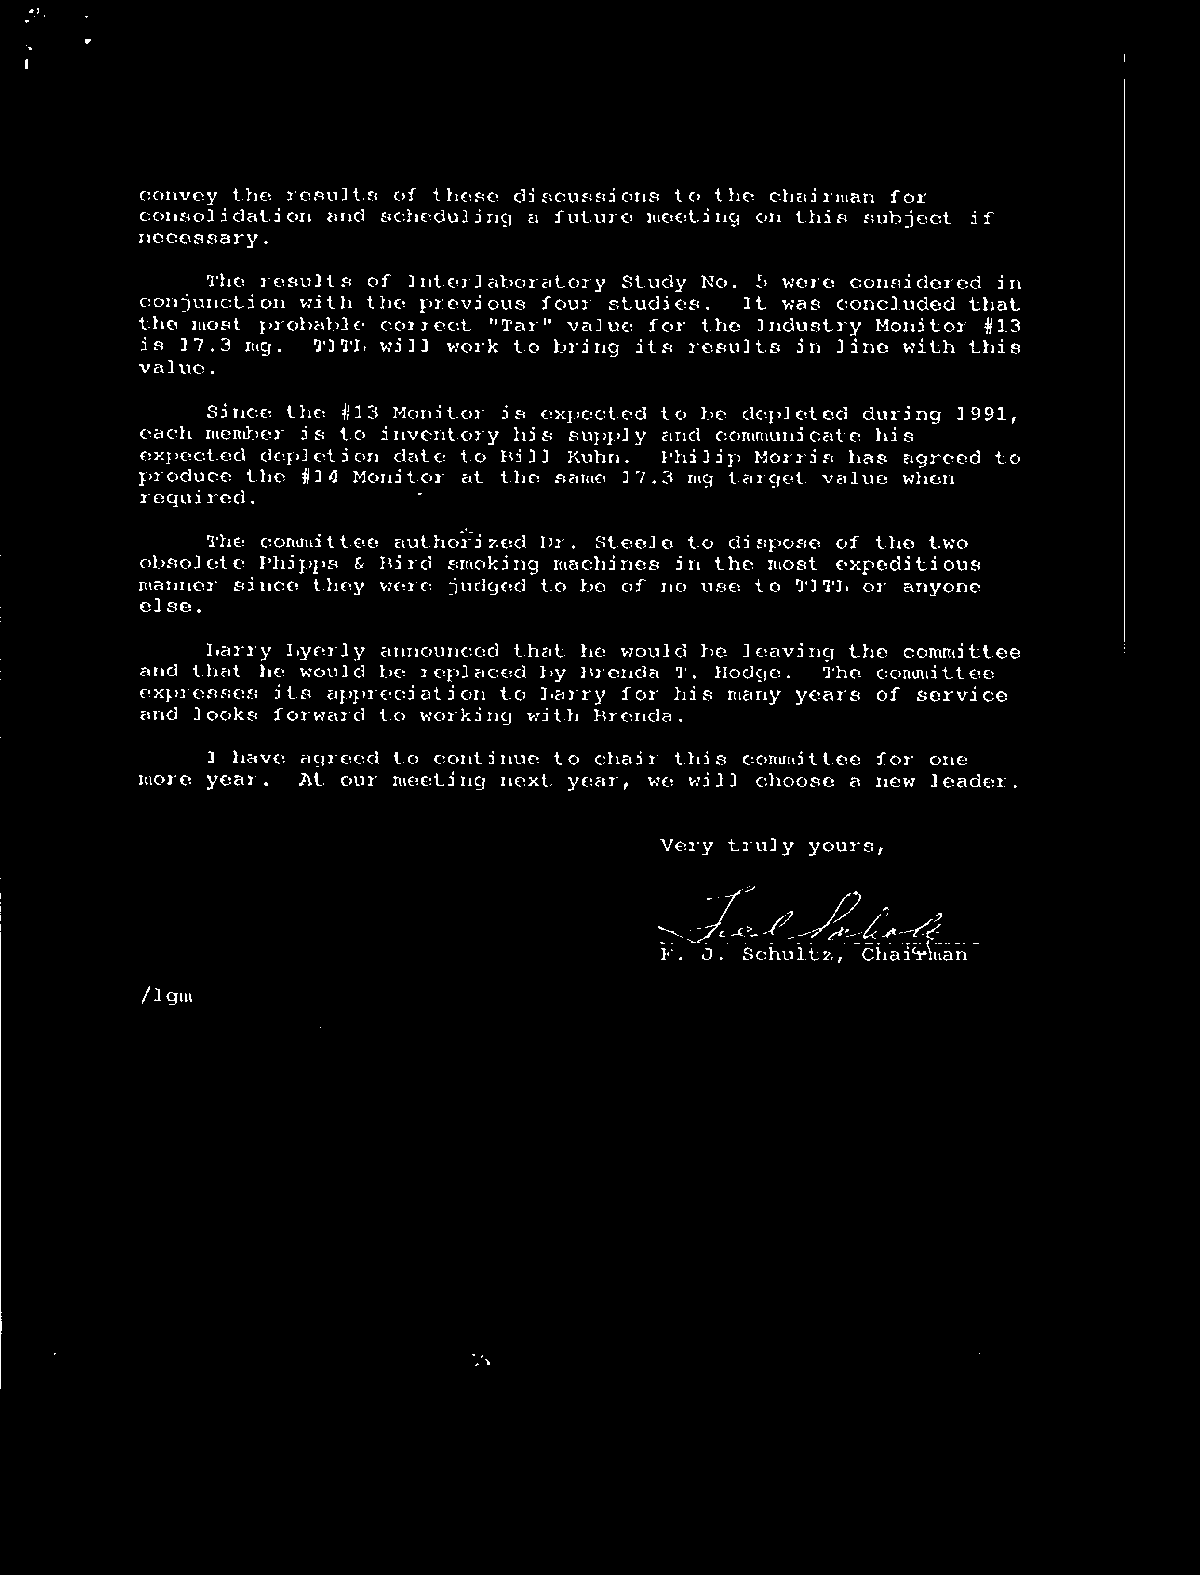 convey the results of these discussions to the chairman for
consolidation and scheduling a future meeting on this subject if
necessary.
The results of Interlaboratory Study No. 5 were considered in
conjunction with the previous four studies. It was concluded that
the most probable correct "Tar" value for the Industry Monitor #13
is 17.3 mg. TITL will work to bring its results in line with this
value.
Since the #13 Monitor is expected to be depleted during 1991,
each member is to inventory his supply and communicate his
expected depletion date to Bill Kuhn. Philip Morris has agreed to
produce the #14 Monitor at the same 17.3 mg target value when
required.
The committee authorized Dr. Steele to dispose of the two
obsolete Phipps & Bird smoking machines in the most expeditious
manner since they were judged to be of no use to TITL or anyone
else.
Larry Lyerly announced that he would be leaving the committee
and that he would be replaced by Brenda T. Hodge. The committee
expresses its appreciation to Larry for his many years of service
and looks forward to working with Brenda.
I have agreed to continue to chair this committee for one
more year. At our meeting next year, we will choose a new leader.
Very truly yours,
F. J. Schultz, Chairman
/lgm